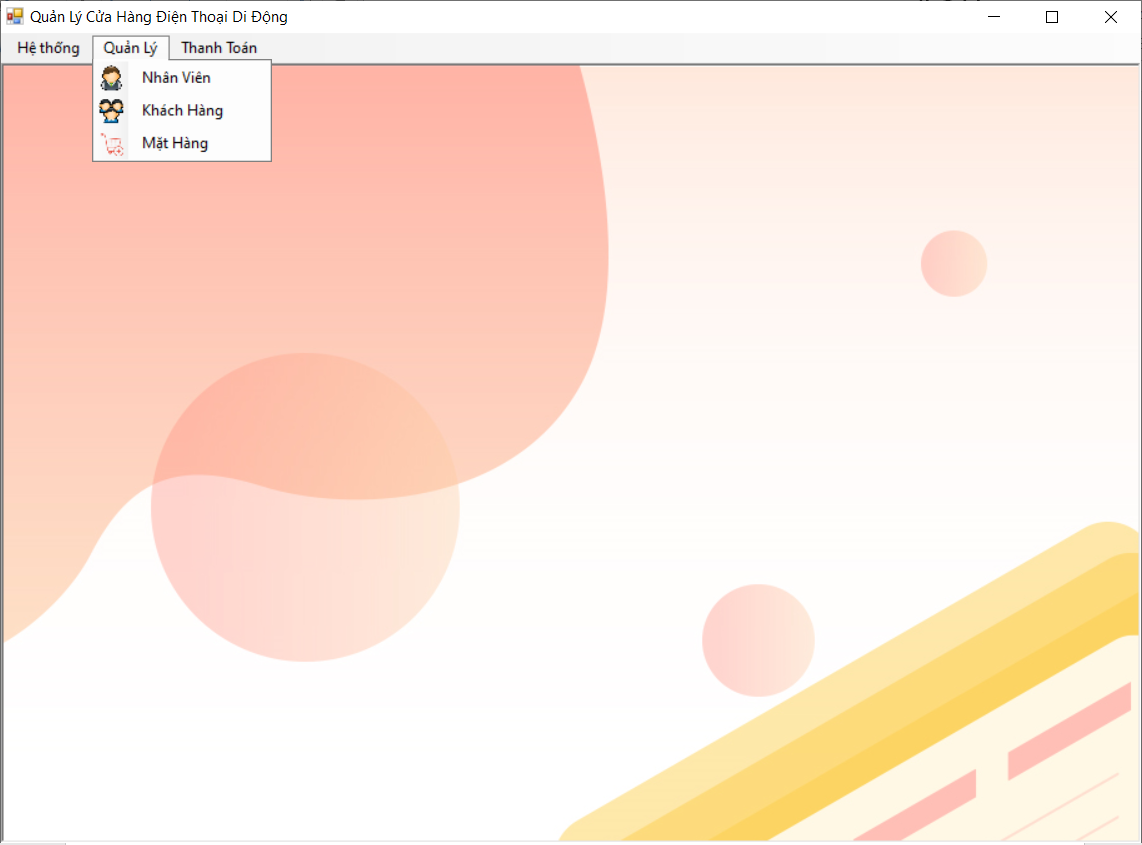 Quản Lý Cửa Hàng Điện Thoại Di Động
Hệ thống Quản Lý Thanh Toán
Nhân Viên
Khách Hàng
Mặt Hàng